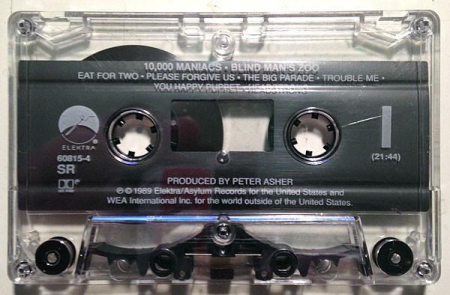 10,000 MANIACS • BLIND MAN'S ZOO
EAT FOR TWO • PLEASE FORGIVE US • THE BIG PARADE • TROUBLE ME •
YOU HAPPY PUPPET • HEADSTRONG
ELEKTRA
60815-4
SR
I
(21:44)
PRODUCED BY PETER ASHER
℗ © 1989 Elektra/Asylum Records for the United States and
WEA International Inc. for the world outside of the United States.